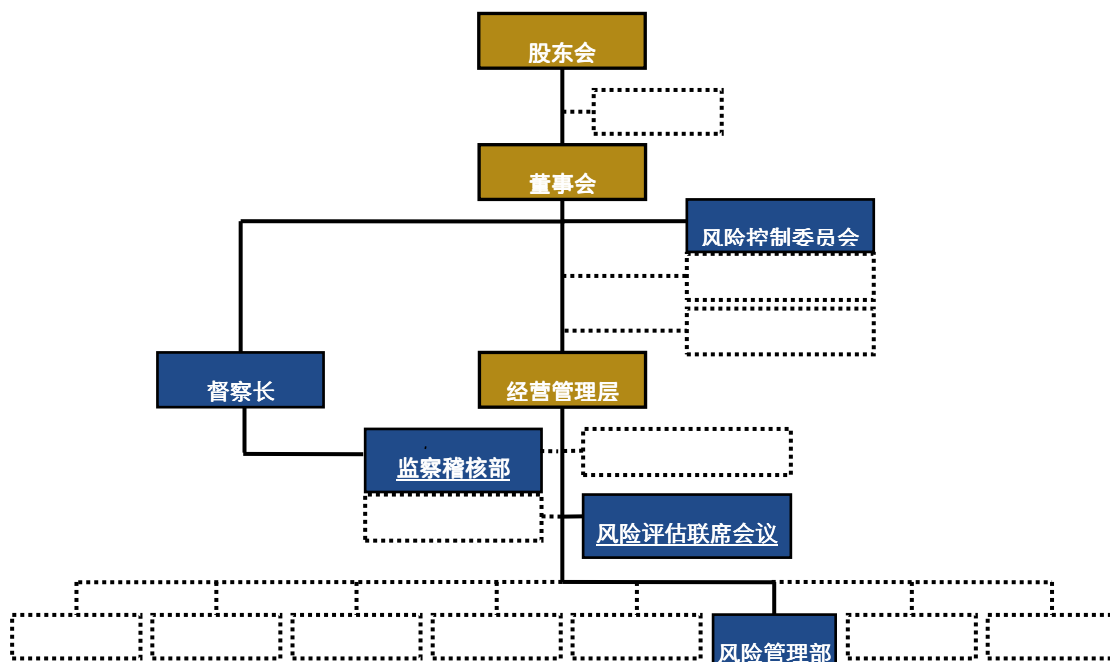 股东会
董事会
风险控制委员会
督察长
经营管理层
监察稽核部
风险评估联席会议
风险管理部